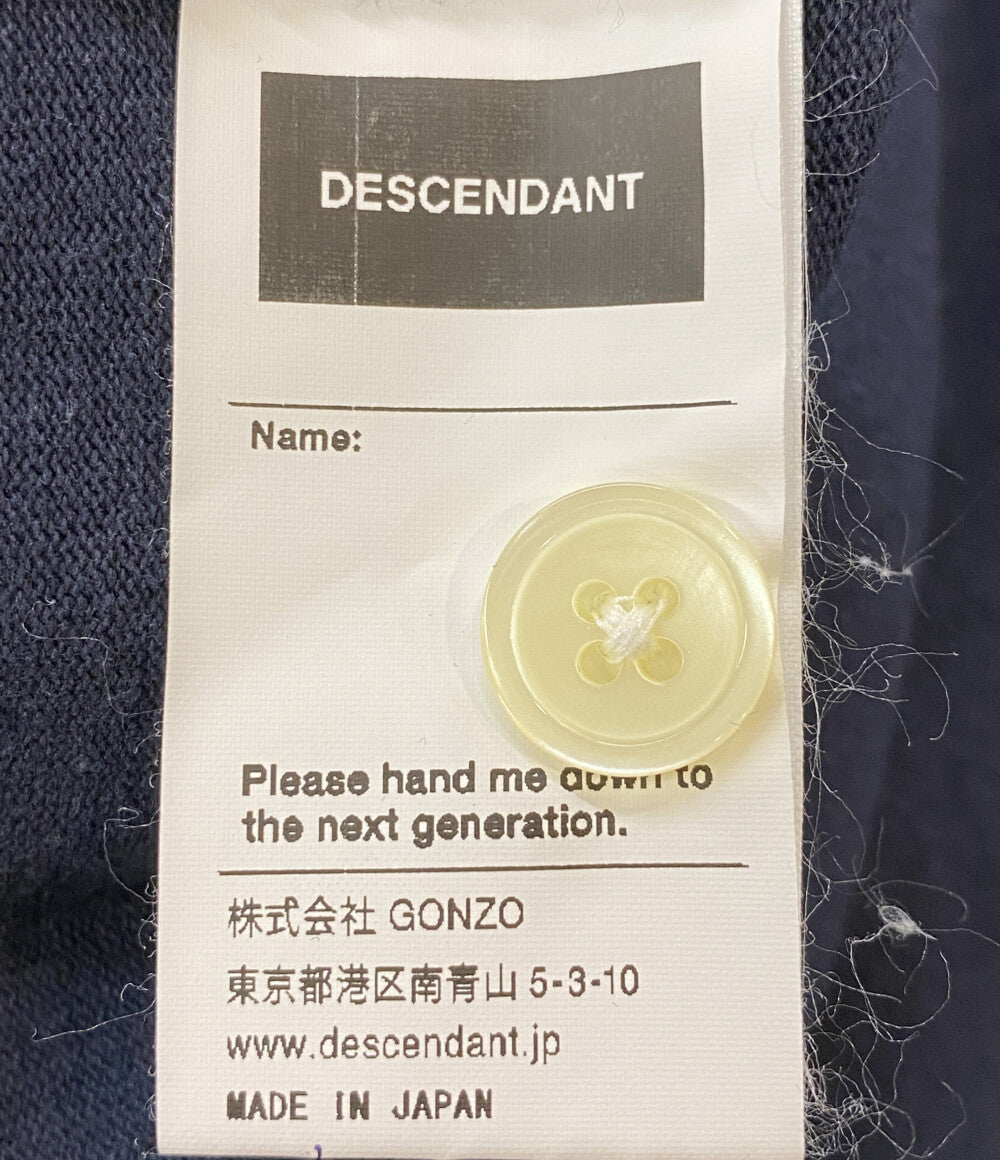 DESCENDANT
Name:
Please hand me down to
the next generation.
株式会社 GONZO
東京都港区南青山 5-3-10
www.descendant.jp
MADE IN JAPAN